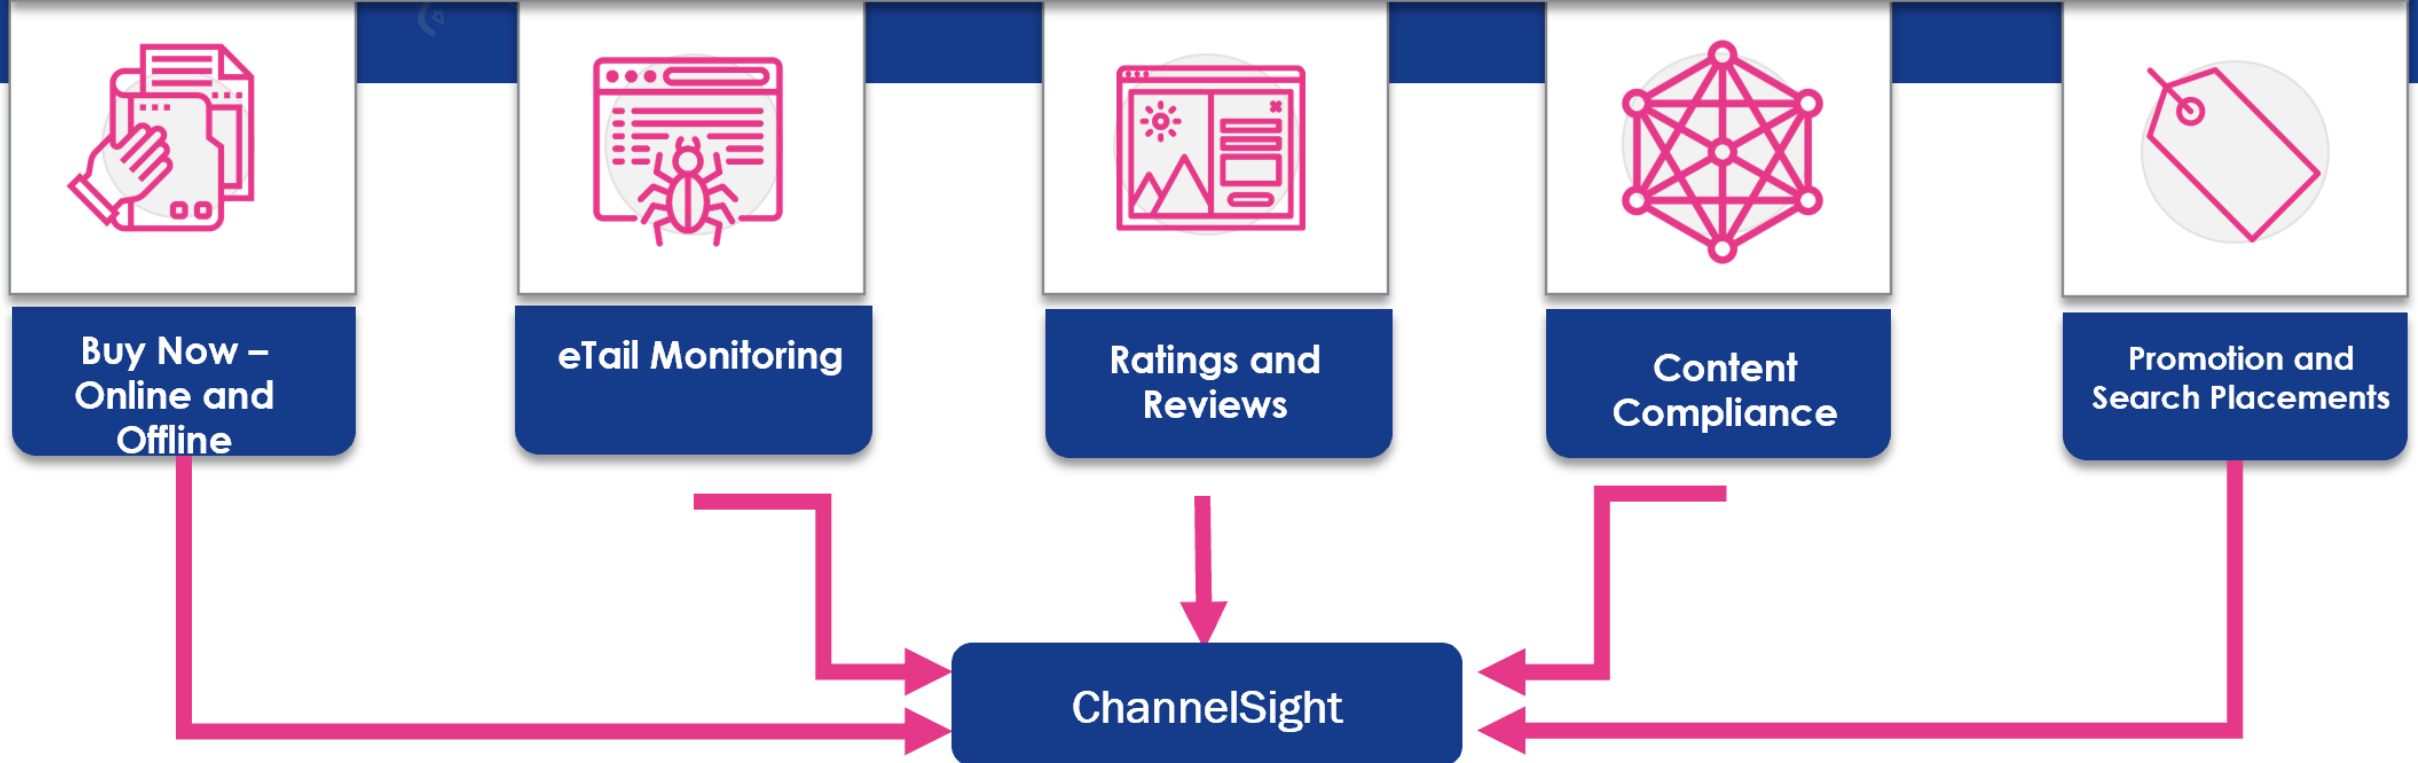 Buy Now –
Online and
Offline
eTail Monitoring
Ratings and
Reviews
Content
Compliance
Promotion and
Search Placements
ChannelSight